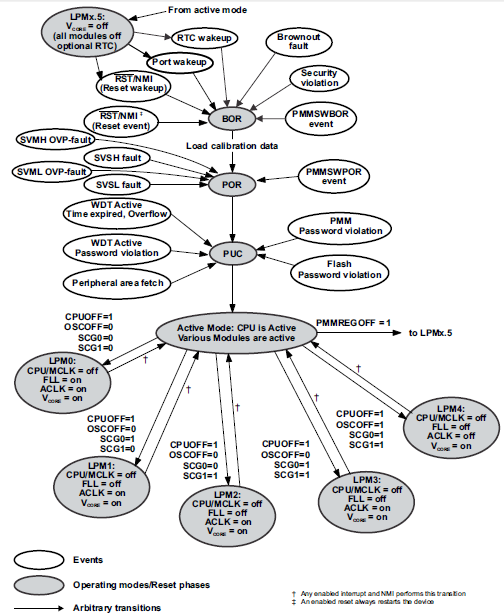 From active mode
LPMx.5:
VCORE = off
(all modules off
optional RTC)
RTC wakeup
Port wakeup
RST/NMI
(Reset wakeup)
Brownout
fault
Security
violation
RST/NMI ‡
(Reset event)
BOR
PMMSWBOR
event
SVMH OVP-fault
Load calibration data
SVSH fault
SVML OVP-fault
SVSL fault
POR
PMMSWPOR
event
WDT Active
Time expired, Overflow
WDT Active
Password violation
Peripheral area fetch
PUC
PMM
Password violation
Flash
Password violation
Active Mode: CPU is Active
Various Modules are active
PMMREGOFF = 1
to LPMx.5
CPUOFF=1
OSCOFF=0
SCG0=0
SCG1=0
†
LPM0:
CPU/MCLK = off
FLL = on
ACLK = on
VCORE = on
CPUOFF=1
OSCOFF=0
SCG0=1
SCG1=0
†
LPM1:
CPU/MCLK = off
FLL = off
ACLK = on
VCORE = on
CPUOFF=1
OSCOFF=0
SCG0=0
SCG1=1
†
LPM2:
CPU/MCLK = off
FLL = off
ACLK = on
VCORE = on
CPUOFF=1
OSCOFF=0
SCG0=1
SCG1=1
†
LPM3:
CPU/MCLK = off
FLL = off
ACLK = on
VCORE = on
CPUOFF=1
OSCOFF=1
SCG0=1
SCG1=1
†
LPM4:
CPU/MCLK = off
FLL = off
ACLK = off
VCORE = on
Events
Operating modes/Reset phases
Arbitrary transitions
† Any enabled interrupt and NMI performs this transition
‡ An enabled reset always restarts the device